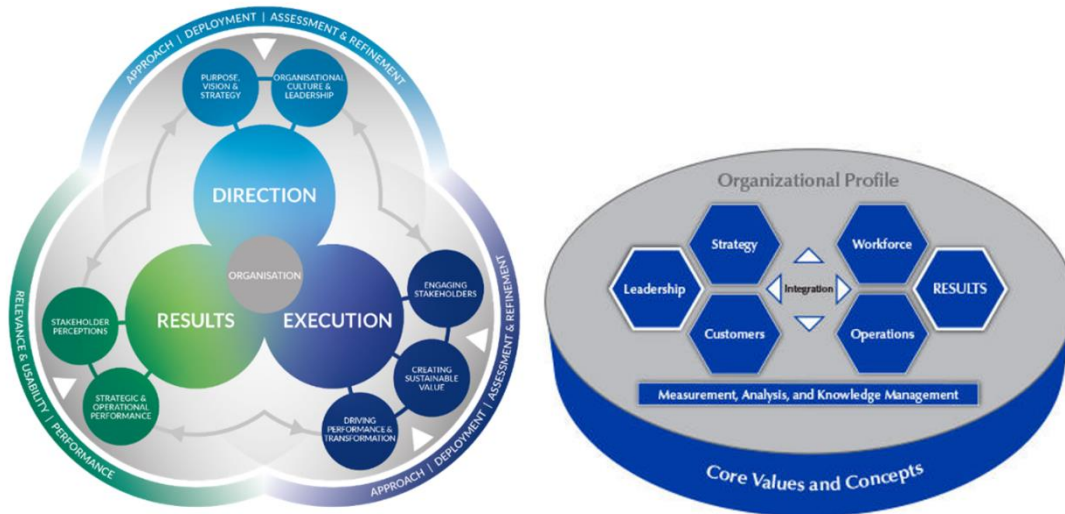 APPROACH | DEPLOYMENT | ASSESSMENT & REFINEMENT
PURPOSE,
VISION &
STRATEGY
ORGANISATIONAL
CULTURE &
LEADERSHIP
DIRECTION
ORGANISATION
RESULTS
EXECUTION
ENGAGING
STAKEHOLDERS
CREATING
SUSTAINABLE
VALUE
DRIVING
PERFORMANCE &
TRANSFORMATION
APPROACH | DEPLOYMENT | ASSESSMENT & REFINEMENT
STAKEHOLDER
PERCEPTIONS
STRATEGIC &
OPERATIONAL
PERFORMANCE
RELEVANCE & USABILITY | PERFORMANCE
Organizational Profile
Strategy
Workforce
Leadership
Integration
RESULTS
Customers
Operations
Measurement, Analysis, and Knowledge Management
Core Values and Concepts